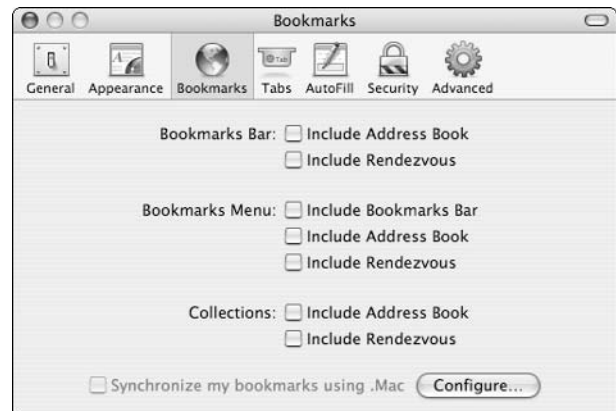 Bookmarks
General Appearance Bookmarks Tabs AutoFill Security Advanced
Bookmarks Bar: Include Address Book
Include Rendezvous
Bookmarks Menu: Include Bookmarks Bar
Include Address Book
Include Rendezvous
Collections: Include Address Book
Include Rendezvous
Synchronize my bookmarks using .Mac Configure...